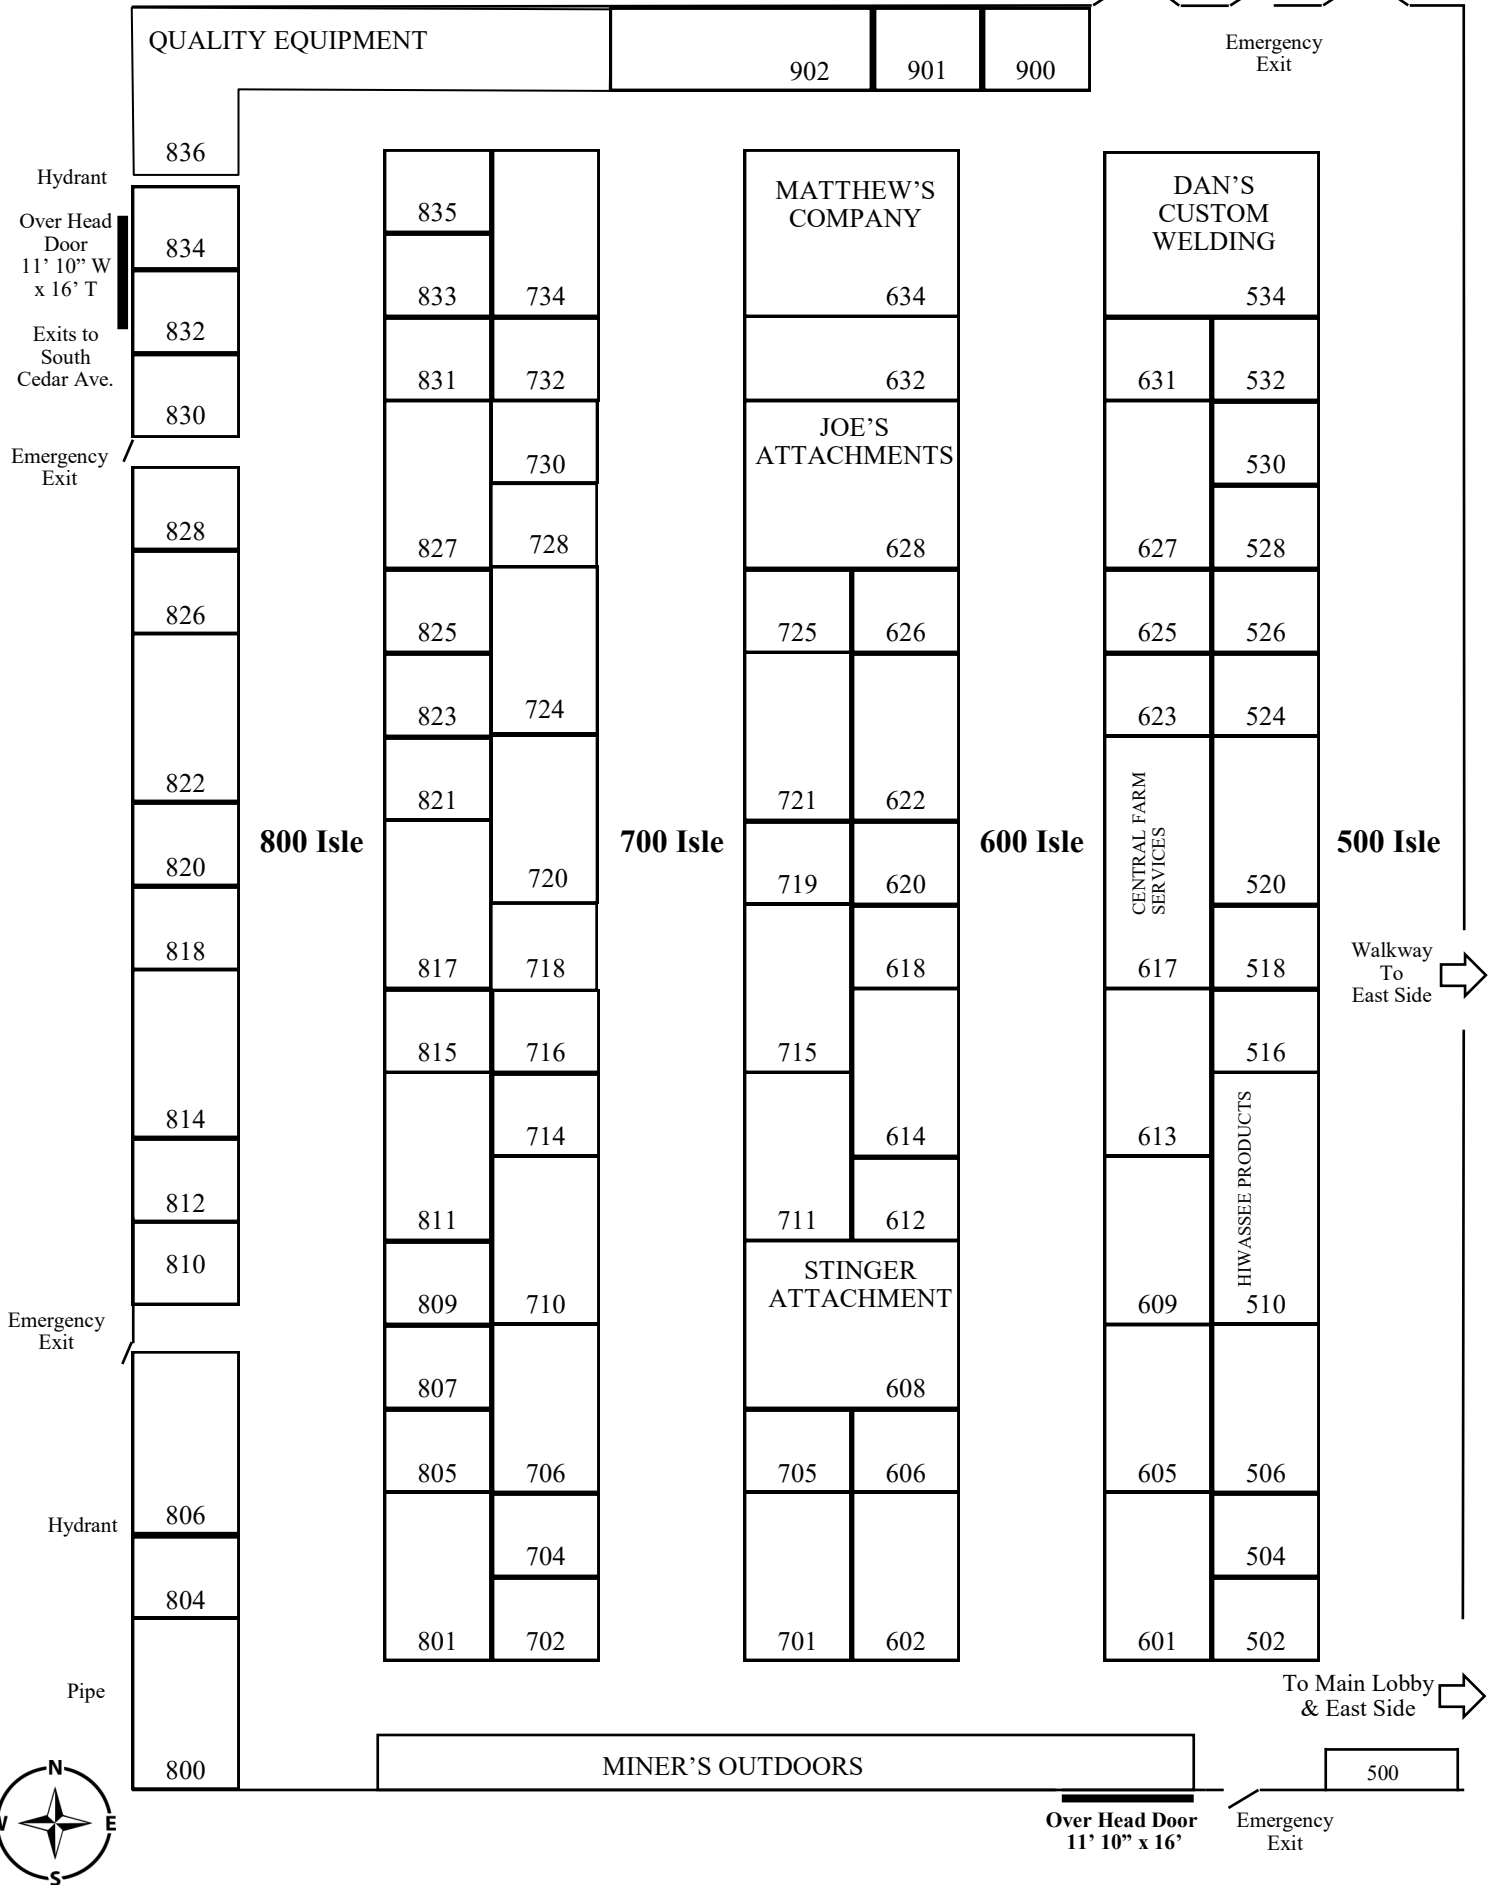 QUALITY EQUIPMENT
902
901
900
Emergency
Exit
836
Hydrant
Over Head
Door
11’ 10” W
x 16’ T
Exits to
South
Cedar Ave.
834
832
830
Emergency
Exit
828
826
822
820
818
814
812
810
Emergency
Exit
806
Hydrant
804
Pipe
800
800 Isle
835
833
831
827
825
823
821
817
815
811
809
807
805
801
734
732
730
728
724
720
718
716
714
710
706
704
702
700 Isle
MATTHEW’S
COMPANY
634
632
JOE’S
ATTACHMENTS
628
725
626
721
622
719
620
618
715
614
711
612
STINGER
ATTACHMENT
608
705
606
701
602
600 Isle
DAN’S
CUSTOM
WELDING
534
631
532
530
627
528
625
526
623
524
CENTRAL FARM
SERVICES
617
520
518
516
613
HIWASSEE PRODUCTS
609
510
605
506
504
601
502
500 Isle
Walkway
To
East Side
To Main Lobby
& East Side
MINER’S OUTDOORS
500
Over Head Door
11’ 10” x 16’
Emergency
Exit
N
W
E
S